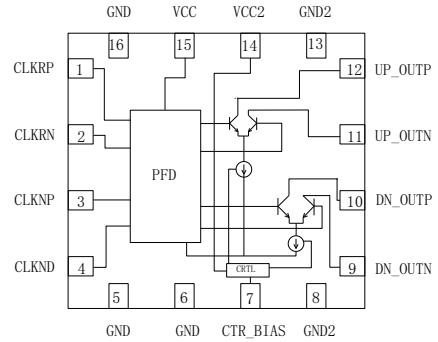 GND VCC VCC2 GND2
16 15 14 13
CLKRP 1 12 UP_OUTP
CLKRN 2 11 UP_OUTN
PFD
CLKNP 3 10 DN_OUTP
CLKND 4 9 DN_OUTN
CRTL
5 6 7 8
GND GND CTR_BIAS GND2